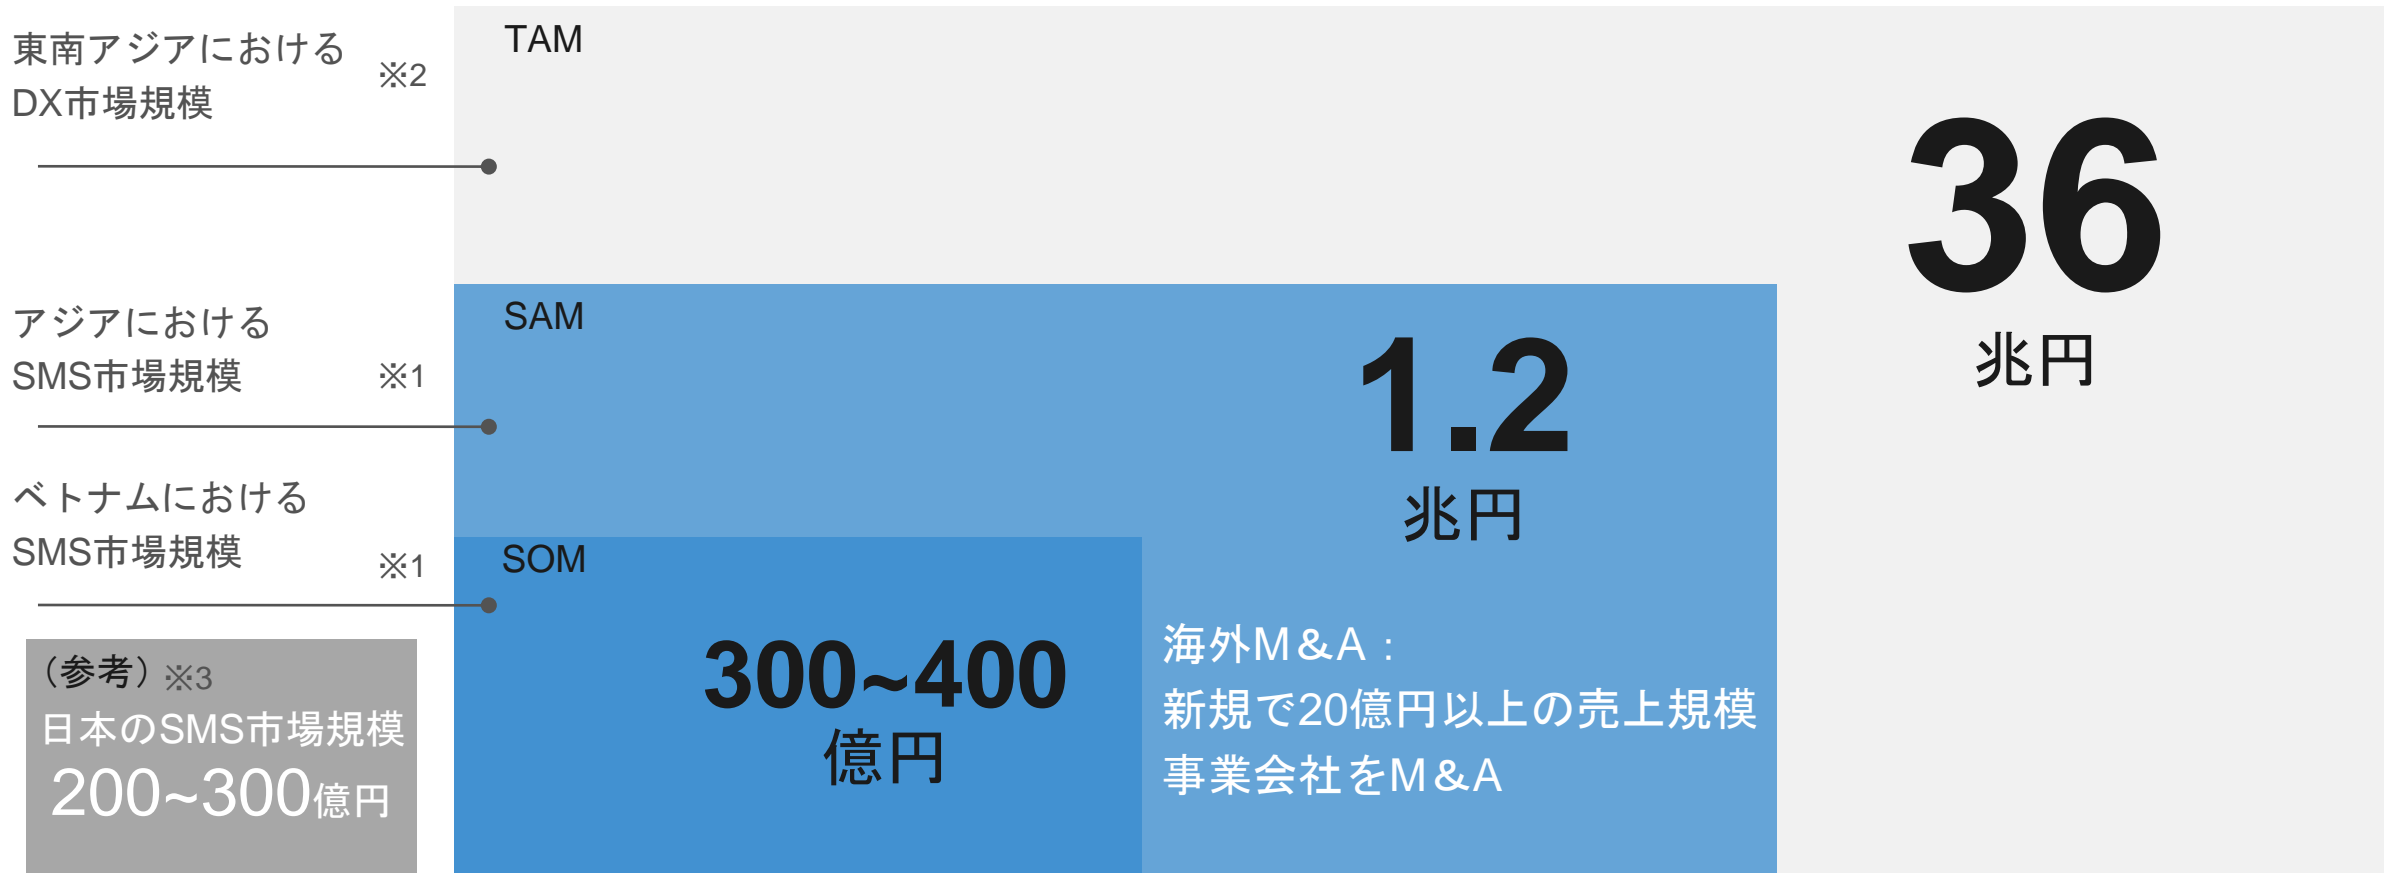 東南アジアにおける
DX市場規模 ※2
TAM
36
兆円
アジアにおける
SMS市場規模 ※1
SAM
1.2
兆円
ベトナムにおける
SMS市場規模 ※1
SOM
300~400
億円
海外M&A：
新規で20億円以上の売上規模
事業会社をM&A
（参考）※3
日本のSMS市場規模
200~300億円